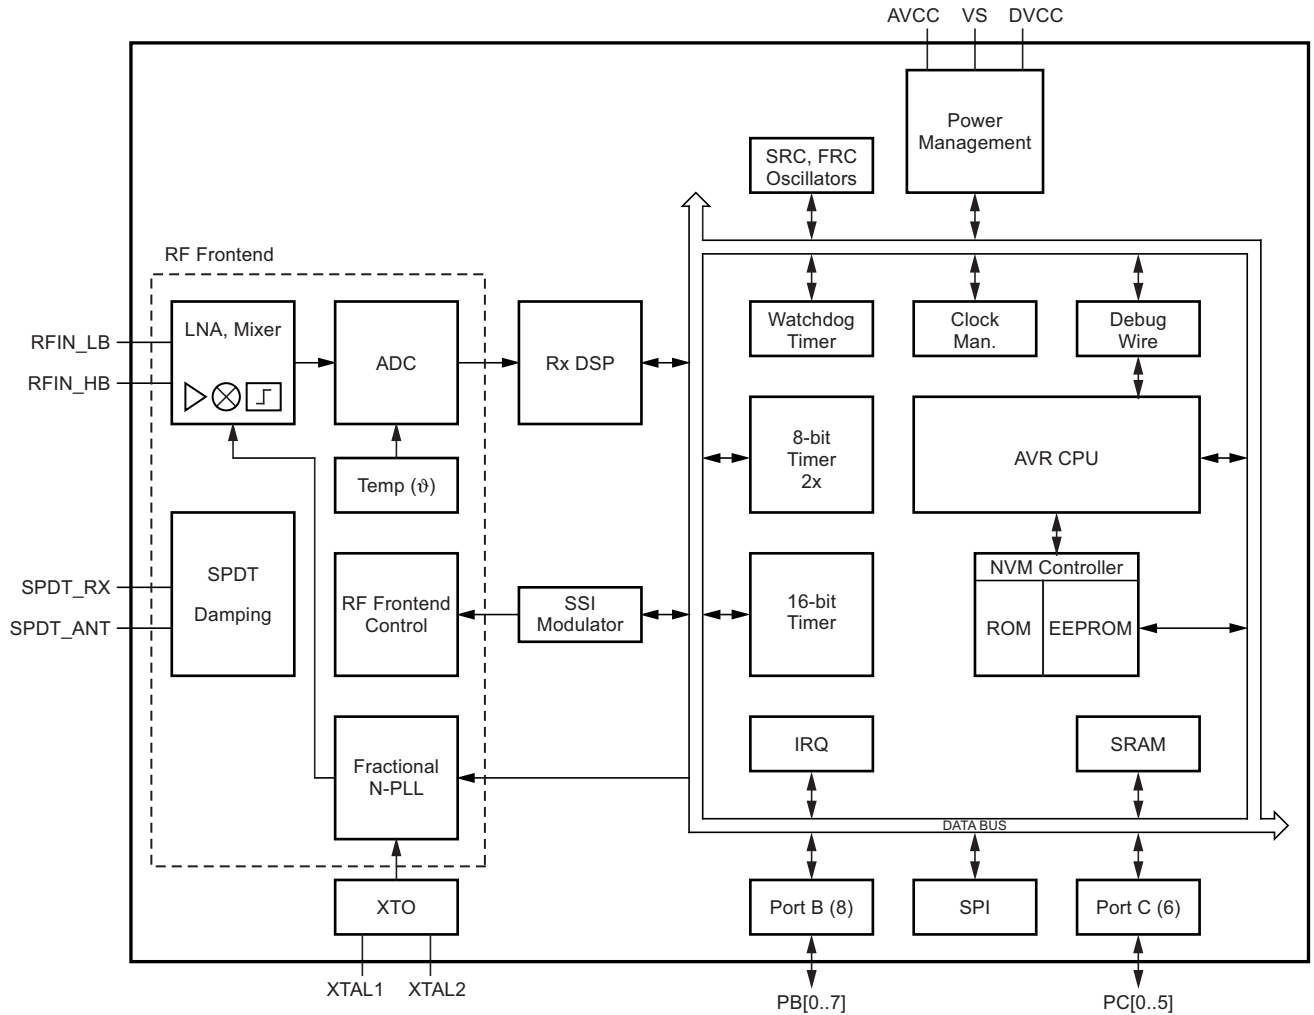 AVCC VS DVCC
Power
Management
SRC, FRC
Oscillators
RF Frontend
LNA, Mixer
ADC
Rx DSP
Watchdog
Timer
Clock
Man.
Debug
Wire
RFIN_LB
RFIN_HB
Temp (ϑ)
8-bit
Timer
2x
AVR CPU
SPDT
Damping
SPDT_RX
SPDT_ANT
RF Frontend
Control
SSI
Modulator
16-bit
Timer
NVM Controller
ROM EEPROM
Fractional
N-PLL
IRQ
SRAM
DATA BUS
XTO
Port B (8)
SPI
Port C (6)
XTAL1 XTAL2
PB[0..7]
PC[0..5]